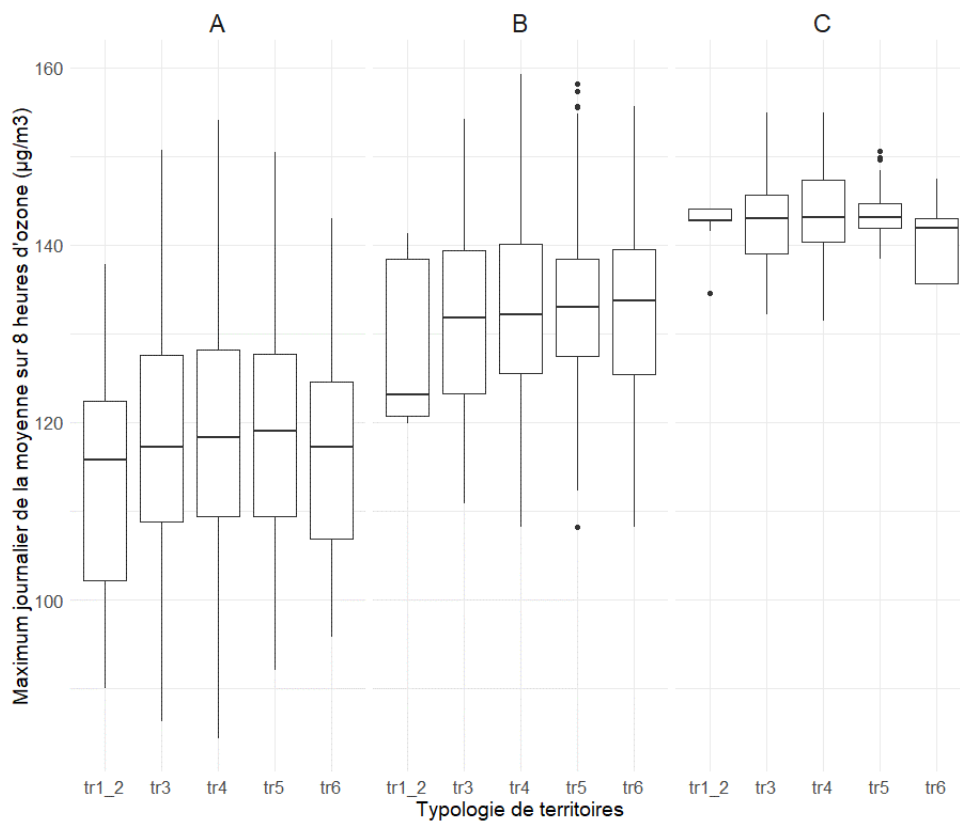 A B C
Maximum journalier de la moyenne sur 8 heures d'ozone (µg/m3)
160
140
120
100
tr1_2 tr3 tr4 tr5 tr6 tr1_2 tr3 tr4 tr5 tr6 tr1_2 tr3 tr4 tr5 tr6
Typologie de territoires